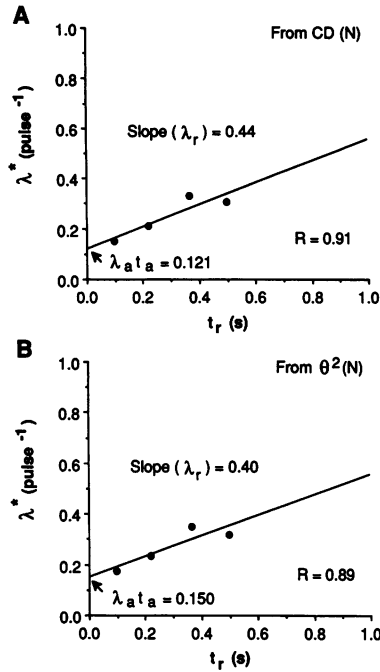 A
From CD (N)
1.0
0.8
0.6
0.4
0.2
0.0
λ* (pulse⁻¹)
Slope (λr) = 0.44
R = 0.91
λa ta = 0.121
0.0 0.2 0.4 0.6 0.8 1.0
tr (s)
B
From θ²(N)
1.0
0.8
0.6
0.4
0.2
0.0
λ* (pulse⁻¹)
Slope (λr) = 0.40
R = 0.89
λa ta = 0.150
0.0 0.2 0.4 0.6 0.8 1.0
tr (s)